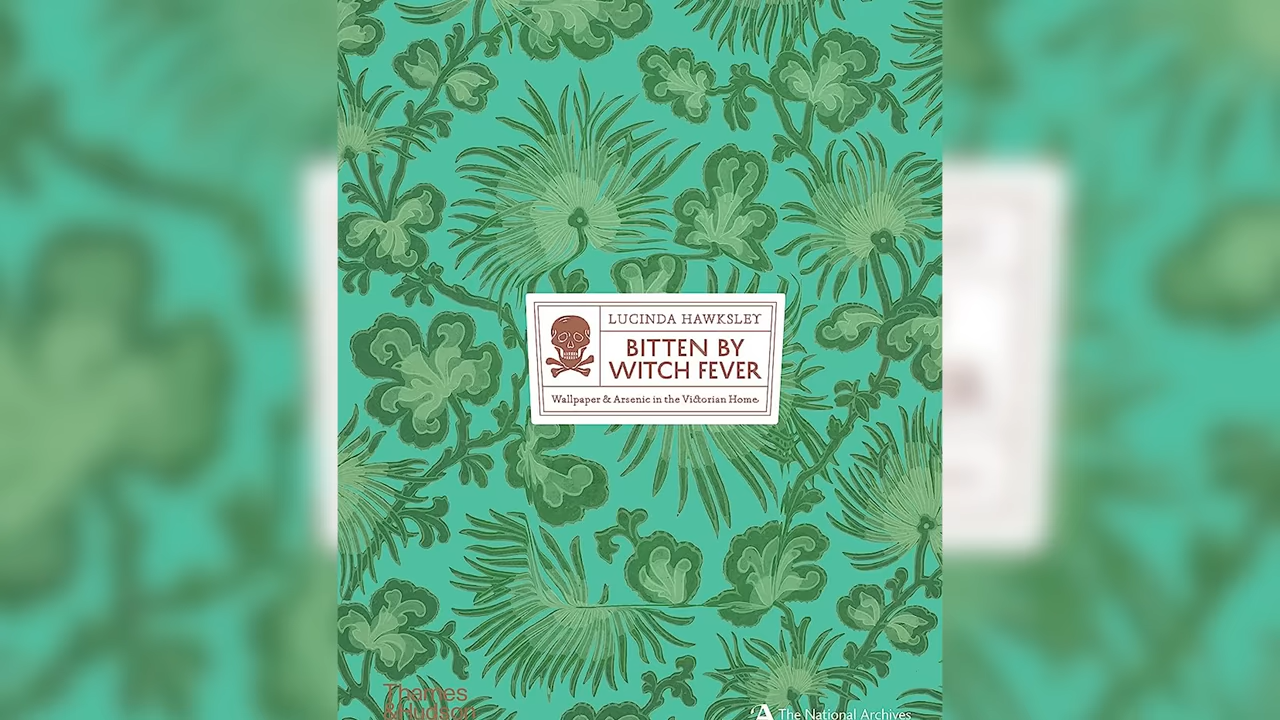 LUCINDA HAWKSLEY
BITTEN BY
WITCH FEVER
Wallpaper & Arsenic in the Victorian Home
Thames
&Hudson
The National Archives